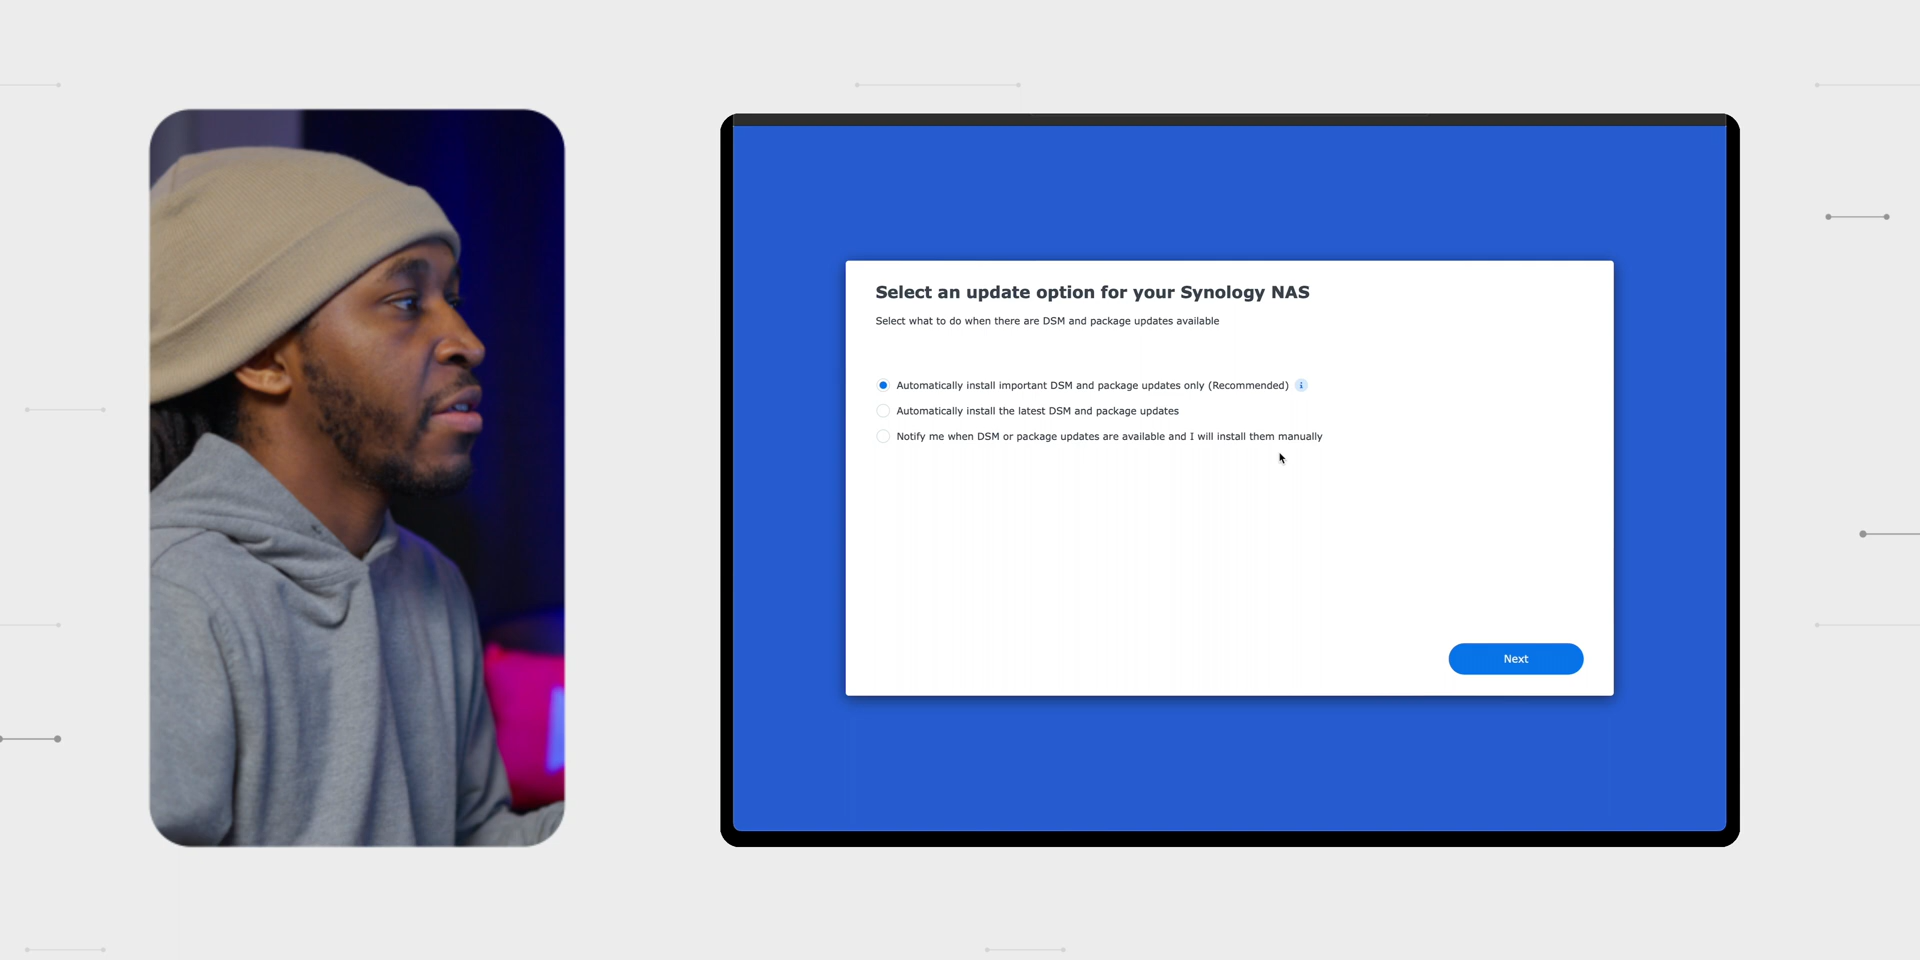 Select an update option for your Synology NAS
Select what to do when there are DSM and package updates available
Automatically install important DSM and package updates only (Recommended) i
Automatically install the latest DSM and package updates
Notify me when DSM or package updates are available and I will install them manually
Next